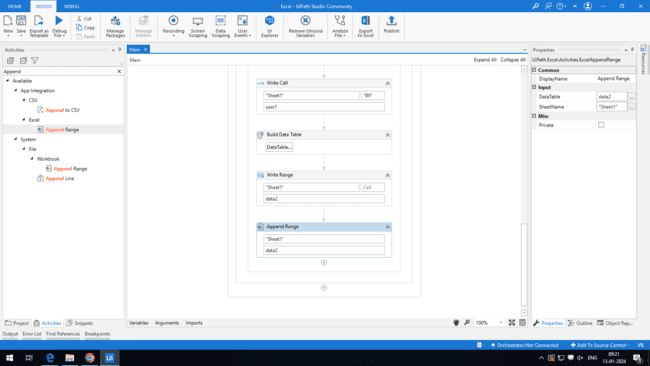 Excel - UiPath Studio Community
HOME
DESIGN
DEBUG
New
Save
Export as Template
Debug File
Cut
Copy
Paste
Manage Packages
Manage Entities
Recording
Screen Scraping
Data Scraping
User Events
UI Explorer
Remove Unused Variables
Analyze File
Export to Excel
Publish
Activities
Append
Available
App Integration
CSV
Append to CSV
Excel
Append Range
System
File
Workbook
Append Range
Append Line
Project
Activities
Snippets
Output
Error List
Find References
Breakpoints
Main
Main
Expand All
Collapse All
Write Cell
"Sheet1"
"B9"
user1
Build Data Table
DataTable...
Write Range
"Sheet1"
Cell
data2
Append Range
"Sheet1"
data2
Variables
Arguments
Imports
100%
Properties
UiPath.Excel.Activities.ExcelAppendRange
Common
DisplayName
Append Range
Input
DataTable
data2
SheetName
"Sheet1"
Misc
Private
Resources
Properties
Outline
Object Rep...
Orchestrator Not Connected
Add To Source Control
VB
ENG
09:21
13-01-2024